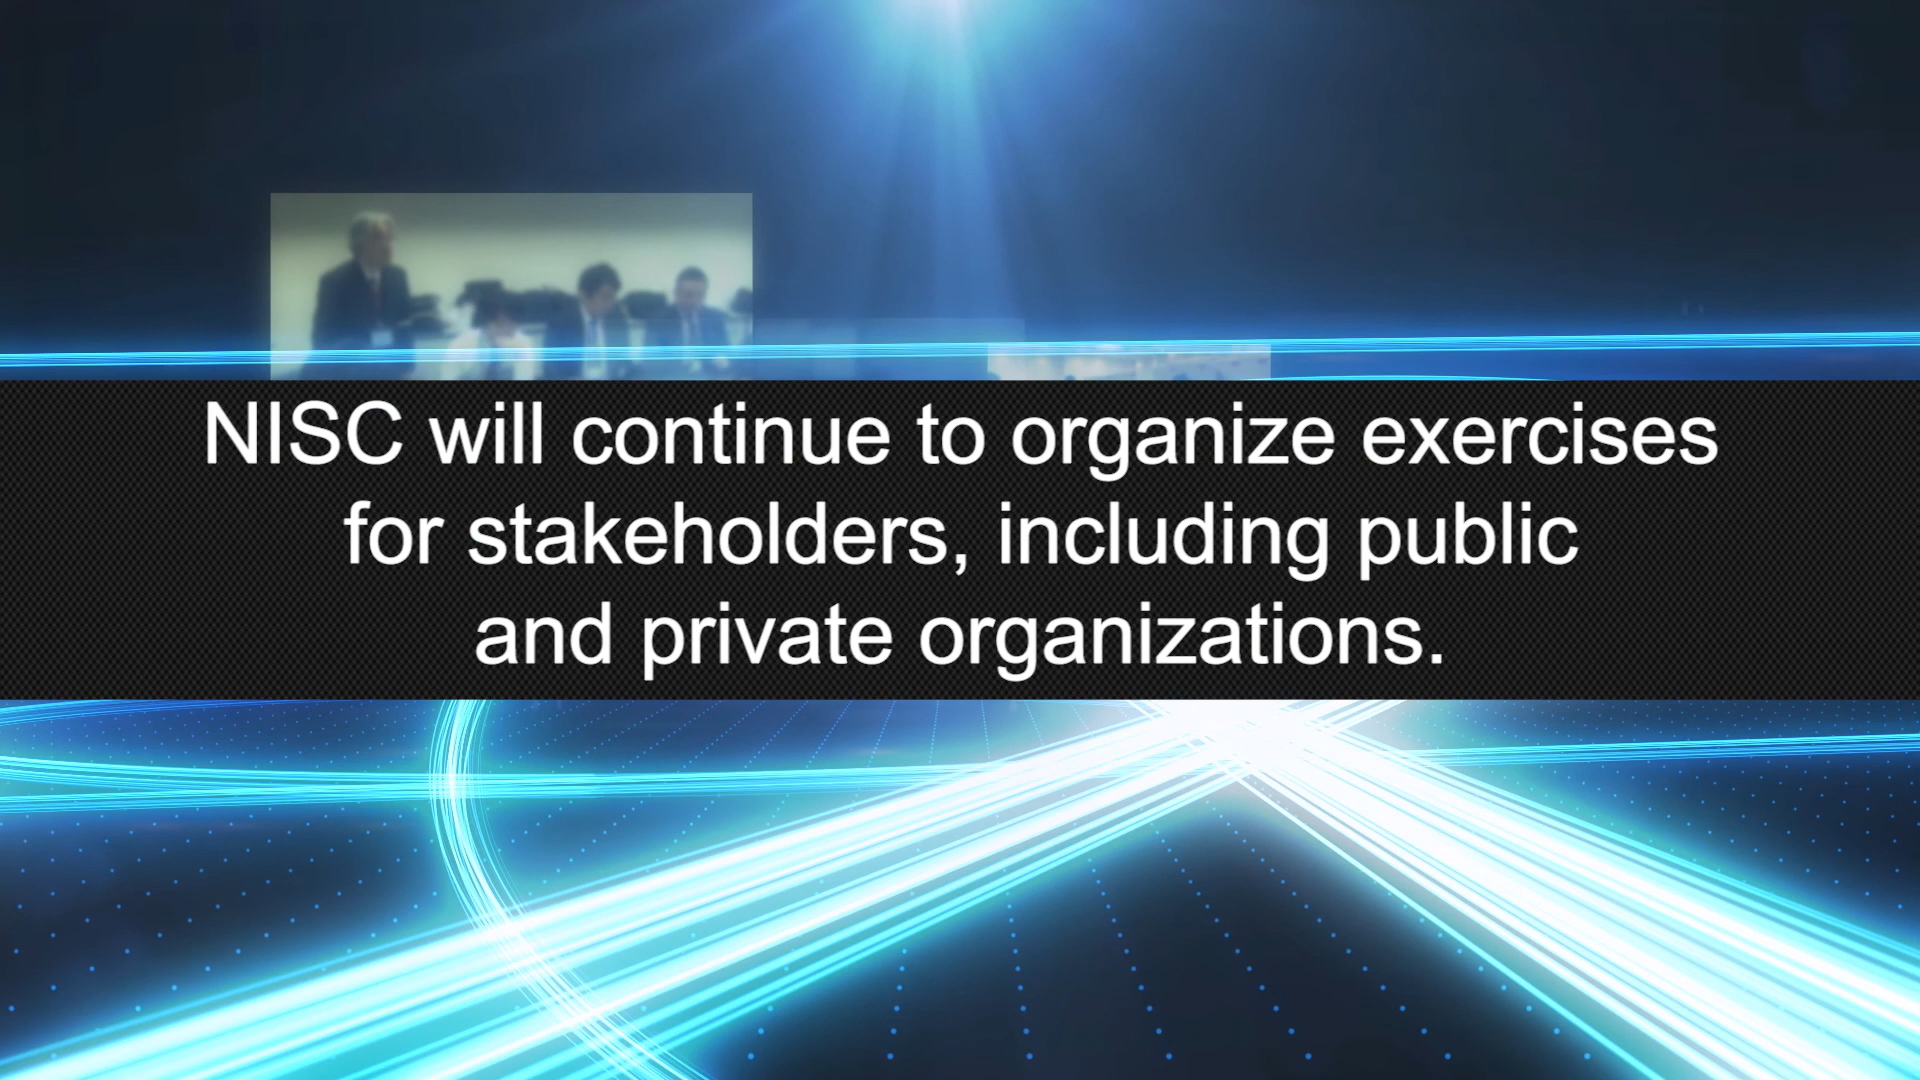 NISC will continue to organize exercises
for stakeholders, including public
and private organizations.